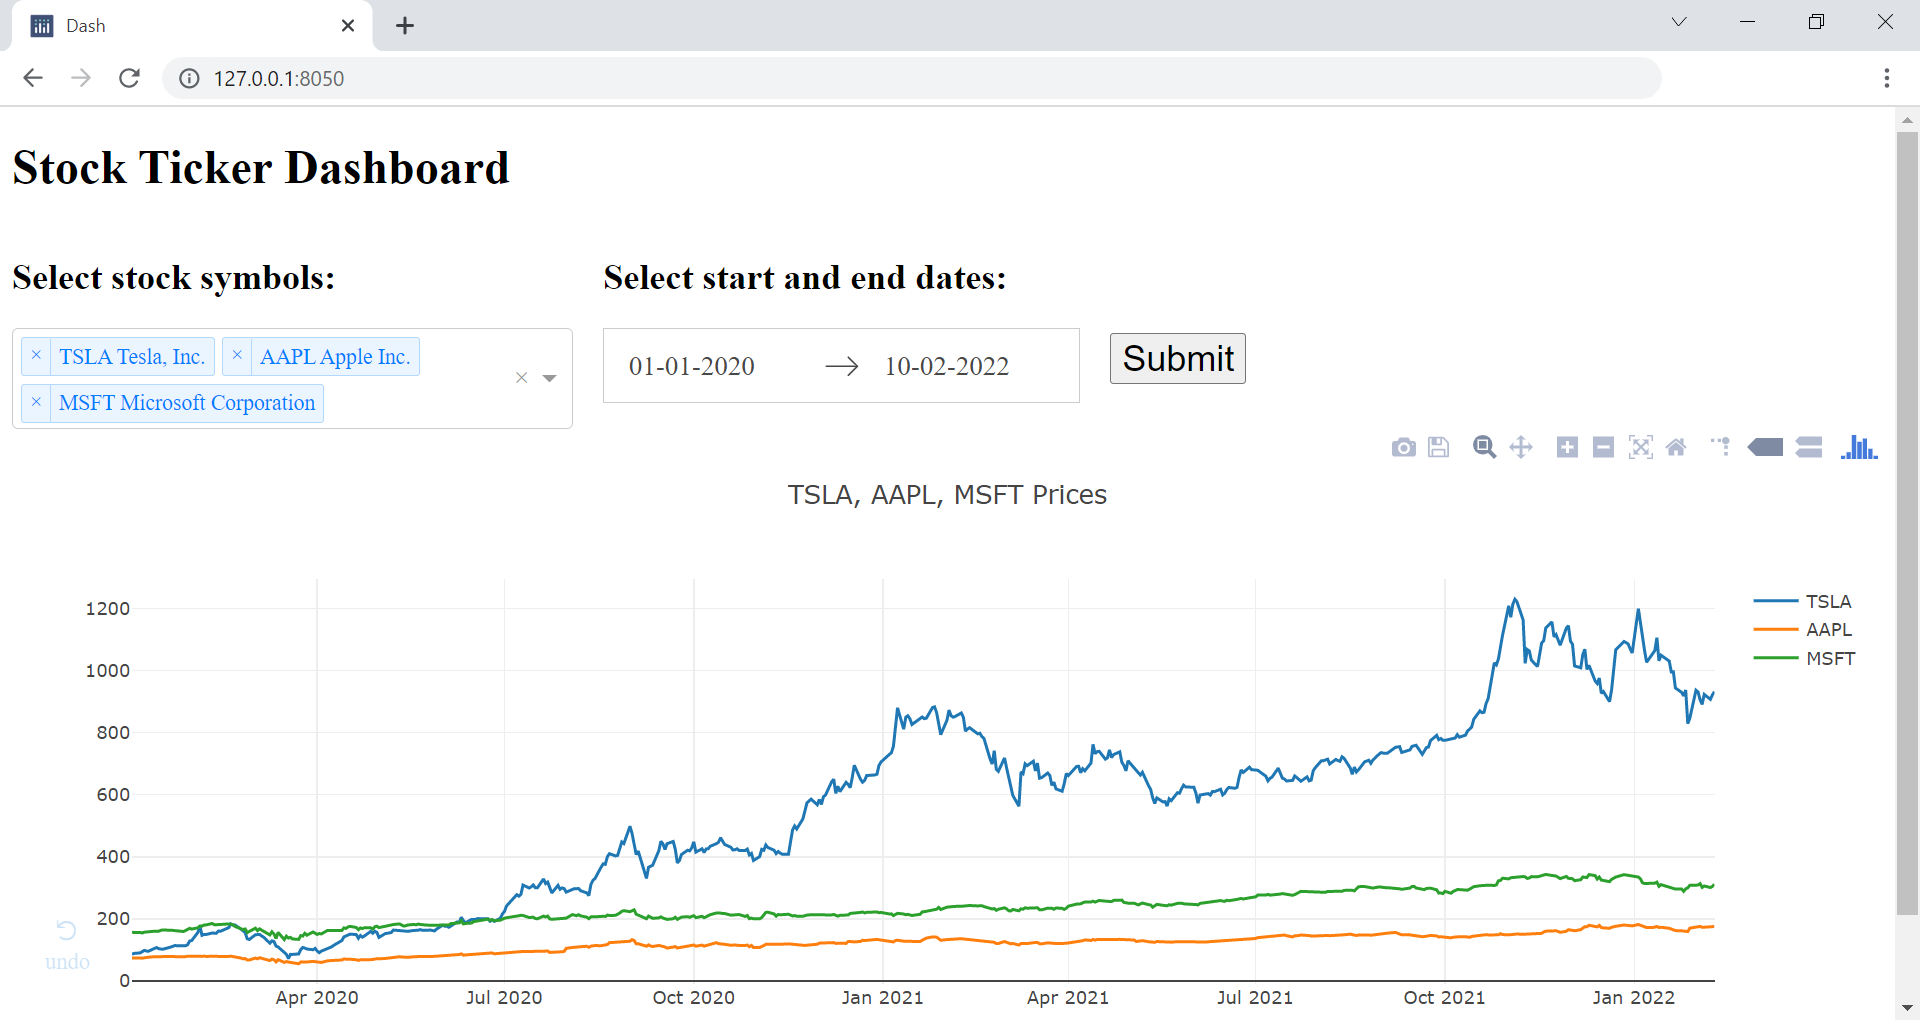 Dash
127.0.0.1:8050
Stock Ticker Dashboard
Select stock symbols:
Select start and end dates:
× TSLA Tesla, Inc. × AAPL Apple Inc.
× MSFT Microsoft Corporation
×
01-01-2020 → 10-02-2022
Submit
TSLA, AAPL, MSFT Prices
1200
1000
800
600
400
200
0
TSLA
AAPL
MSFT
undo
Apr 2020 Jul 2020 Oct 2020 Jan 2021 Apr 2021 Jul 2021 Oct 2021 Jan 2022